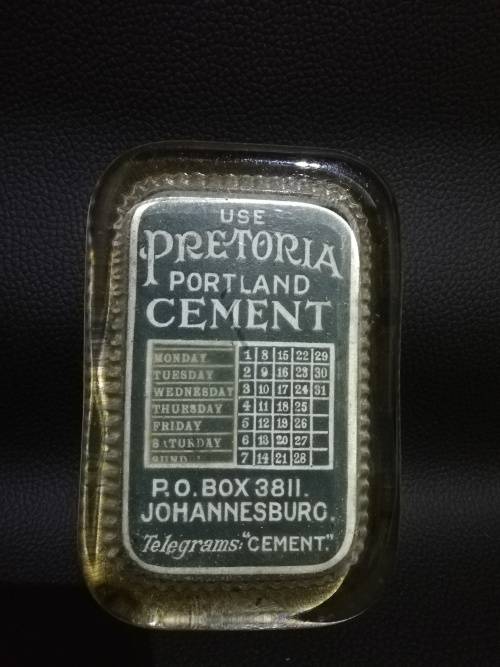 USE
PRETORIA
PORTLAND
CEMENT
MONDAY 1 8 15 22 29
TUESDAY 2 9 16 23 30
WEDNESDAY 3 10 17 24 31
THURSDAY 4 11 18 25
FRIDAY 5 12 19 26
SATURDAY 6 13 20 27
7 14 21 28
P.O. BOX 3811.
JOHANNESBURG.
Telegrams: "CEMENT."